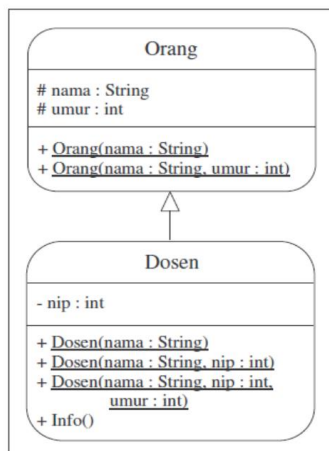 Orang
# nama : String
# umur : int
+ Orang(nama : String)
+ Orang(nama : String, umur : int)
Dosen
- nip : int
+ Dosen(nama : String)
+ Dosen(nama : String, nip : int)
+ Dosen(nama : String, nip : int,
umur : int)
+ Info()